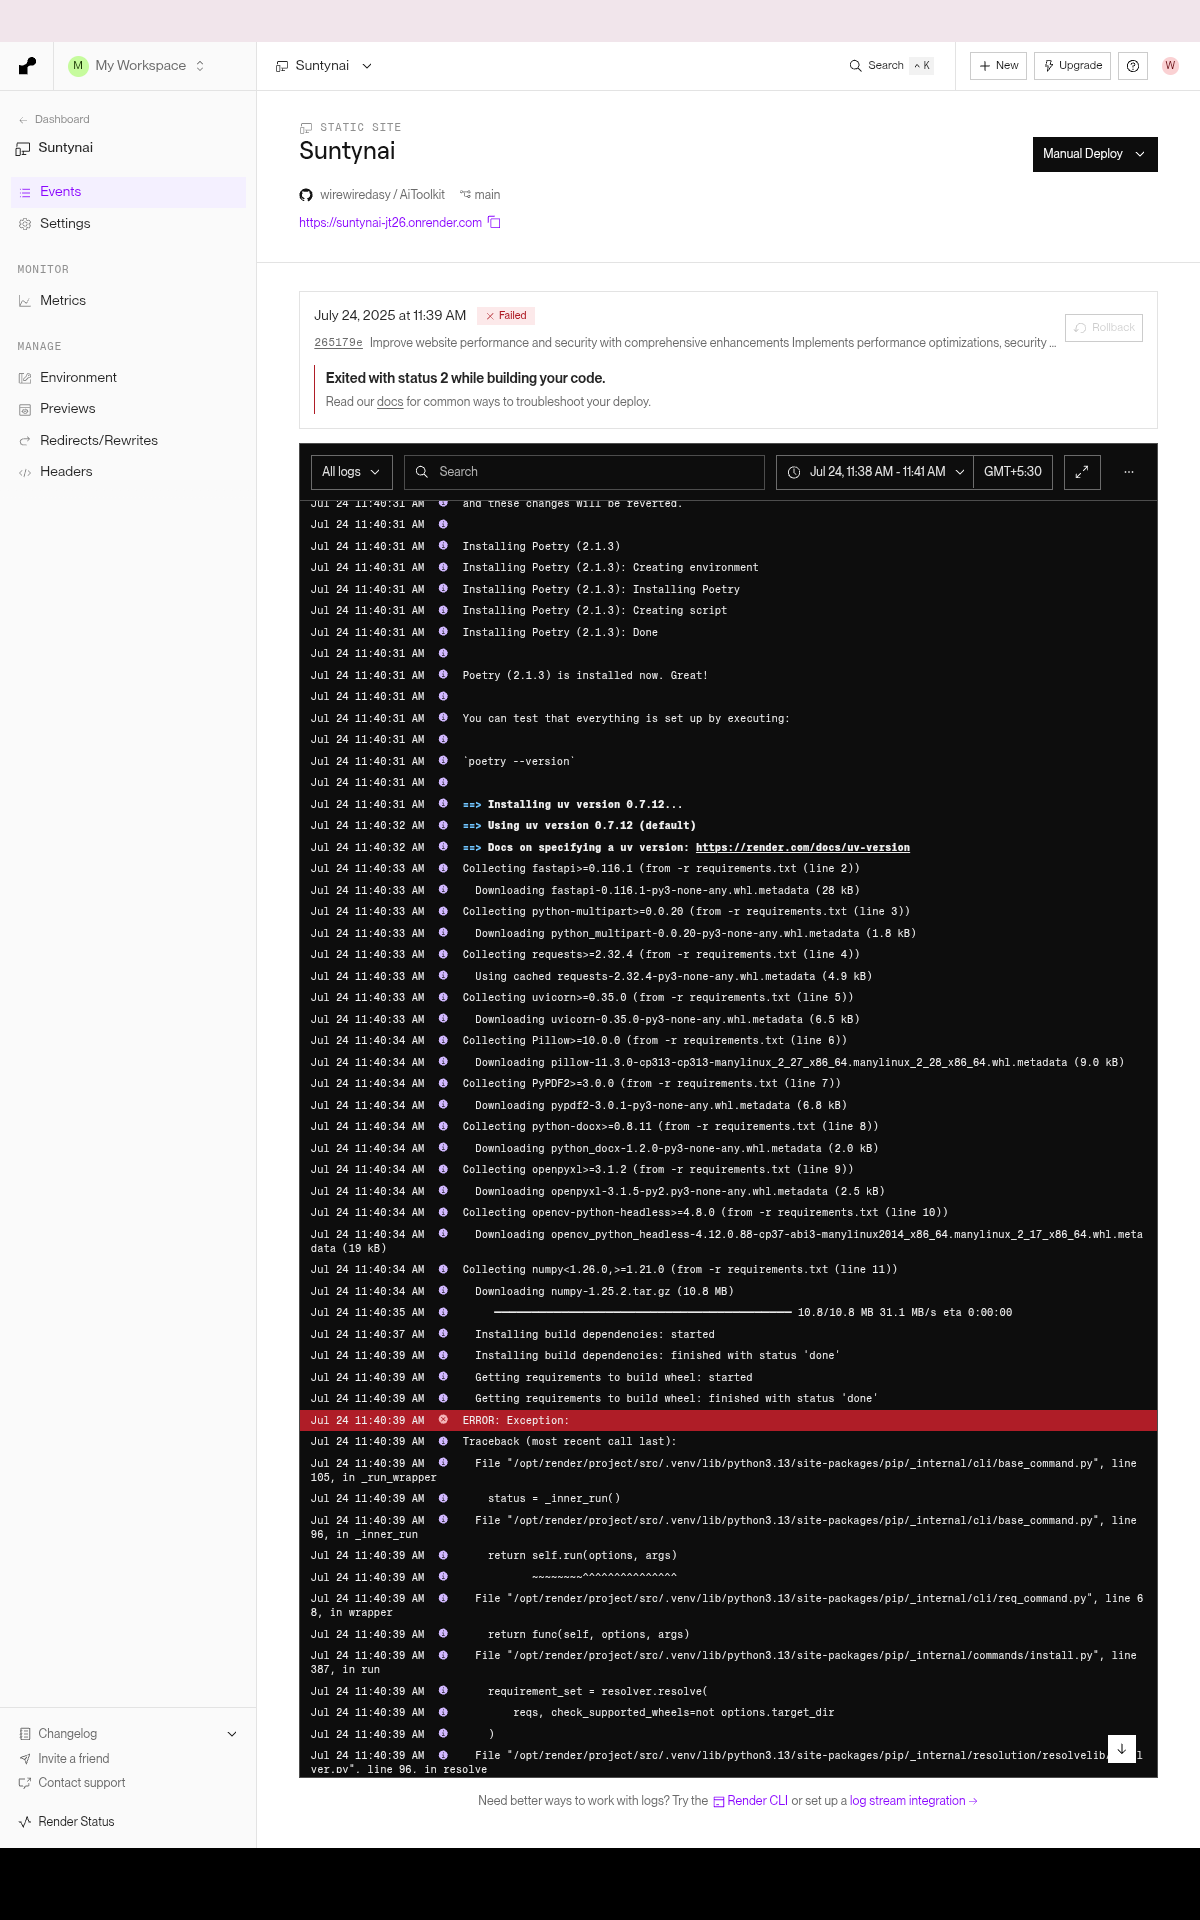 M My Workspace
Suntynai
Search ^ K
+ New
Upgrade
W
← Dashboard
Suntynai
Events
Settings
MONITOR
Metrics
MANAGE
Environment
Previews
Redirects/Rewrites
Headers
Changelog
Invite a friend
Contact support
Render Status
STATIC SITE
Suntynai
Manual Deploy
wirewiredasy / AiToolkit main
https://suntynai-jt26.onrender.com
July 24, 2025 at 11:39 AM Failed
265179e Improve website performance and security with comprehensive enhancements Implements performance optimizations, security ...
Rollback
Exited with status 2 while building your code.
Read our docs for common ways to troubleshoot your deploy.
All logs
Search
Jul 24, 11:38 AM - 11:41 AM GMT+5:30
...
Jul 24 11:40:31 AM and these changes will be reverted.
Jul 24 11:40:31 AM
Jul 24 11:40:31 AM Installing Poetry (2.1.3)
Jul 24 11:40:31 AM Installing Poetry (2.1.3): Creating environment
Jul 24 11:40:31 AM Installing Poetry (2.1.3): Installing Poetry
Jul 24 11:40:31 AM Installing Poetry (2.1.3): Creating script
Jul 24 11:40:31 AM Installing Poetry (2.1.3): Done
Jul 24 11:40:31 AM
Jul 24 11:40:31 AM Poetry (2.1.3) is installed now. Great!
Jul 24 11:40:31 AM
Jul 24 11:40:31 AM You can test that everything is set up by executing:
Jul 24 11:40:31 AM
Jul 24 11:40:31 AM `poetry --version`
Jul 24 11:40:31 AM
Jul 24 11:40:31 AM ==> Installing uv version 0.7.12...
Jul 24 11:40:32 AM ==> Using uv version 0.7.12 (default)
Jul 24 11:40:32 AM ==> Docs on specifying a uv version: https://render.com/docs/uv-version
Jul 24 11:40:33 AM Collecting fastapi>=0.116.1 (from -r requirements.txt (line 2))
Jul 24 11:40:33 AM Downloading fastapi-0.116.1-py3-none-any.whl.metadata (28 kB)
Jul 24 11:40:33 AM Collecting python-multipart>=0.0.20 (from -r requirements.txt (line 3))
Jul 24 11:40:33 AM Downloading python_multipart-0.0.20-py3-none-any.whl.metadata (1.8 kB)
Jul 24 11:40:33 AM Collecting requests>=2.32.4 (from -r requirements.txt (line 4))
Jul 24 11:40:33 AM Using cached requests-2.32.4-py3-none-any.whl.metadata (4.9 kB)
Jul 24 11:40:33 AM Collecting uvicorn>=0.35.0 (from -r requirements.txt (line 5))
Jul 24 11:40:33 AM Downloading uvicorn-0.35.0-py3-none-any.whl.metadata (6.5 kB)
Jul 24 11:40:34 AM Collecting Pillow>=10.0.0 (from -r requirements.txt (line 6))
Jul 24 11:40:34 AM Downloading pillow-11.3.0-cp313-cp313-manylinux_2_27_x86_64.manylinux_2_28_x86_64.whl.metadata (9.0 kB)
Jul 24 11:40:34 AM Collecting PyPDF2>=3.0.0 (from -r requirements.txt (line 7))
Jul 24 11:40:34 AM Downloading pypdf2-3.0.1-py3-none-any.whl.metadata (6.8 kB)
Jul 24 11:40:34 AM Collecting python-docx>=0.8.11 (from -r requirements.txt (line 8))
Jul 24 11:40:34 AM Downloading python_docx-1.2.0-py3-none-any.whl.metadata (2.0 kB)
Jul 24 11:40:34 AM Collecting openpyxl>=3.1.2 (from -r requirements.txt (line 9))
Jul 24 11:40:34 AM Downloading openpyxl-3.1.5-py2.py3-none-any.whl.metadata (2.5 kB)
Jul 24 11:40:34 AM Collecting opencv-python-headless>=4.8.0 (from -r requirements.txt (line 10))
Jul 24 11:40:34 AM Downloading opencv_python_headless-4.12.0.88-cp37-abi3-manylinux2014_x86_64.manylinux_2_17_x86_64.whl.meta
data (19 kB)
Jul 24 11:40:34 AM Collecting numpy<1.26.0,>=1.21.0 (from -r requirements.txt (line 11))
Jul 24 11:40:34 AM Downloading numpy-1.25.2.tar.gz (10.8 MB)
Jul 24 11:40:35 AM ━━━━━━━━━━━━━━━━━━━━━━━━━━━━━━━━━━━━━━━━ 10.8/10.8 MB 31.1 MB/s eta 0:00:00
Jul 24 11:40:37 AM Installing build dependencies: started
Jul 24 11:40:39 AM Installing build dependencies: finished with status 'done'
Jul 24 11:40:39 AM Getting requirements to build wheel: started
Jul 24 11:40:39 AM Getting requirements to build wheel: finished with status 'done'
Jul 24 11:40:39 AM ERROR: Exception:
Jul 24 11:40:39 AM Traceback (most recent call last):
Jul 24 11:40:39 AM File "/opt/render/project/src/.venv/lib/python3.13/site-packages/pip/_internal/cli/base_command.py", line
105, in _run_wrapper
Jul 24 11:40:39 AM status = _inner_run()
Jul 24 11:40:39 AM File "/opt/render/project/src/.venv/lib/python3.13/site-packages/pip/_internal/cli/base_command.py", line
96, in _inner_run
Jul 24 11:40:39 AM return self.run(options, args)
Jul 24 11:40:39 AM ~~~~~~~~^^^^^^^^^^^^^^^
Jul 24 11:40:39 AM File "/opt/render/project/src/.venv/lib/python3.13/site-packages/pip/_internal/cli/req_command.py", line 6
8, in wrapper
Jul 24 11:40:39 AM return func(self, options, args)
Jul 24 11:40:39 AM File "/opt/render/project/src/.venv/lib/python3.13/site-packages/pip/_internal/commands/install.py", line
387, in run
Jul 24 11:40:39 AM requirement_set = resolver.resolve(
Jul 24 11:40:39 AM reqs, check_supported_wheels=not options.target_dir
Jul 24 11:40:39 AM )
Jul 24 11:40:39 AM File "/opt/render/project/src/.venv/lib/python3.13/site-packages/pip/_internal/resolution/resolvelib/ l
ver.py", line 96, in resolve
Need better ways to work with logs? Try the Render CLI or set up a log stream integration →